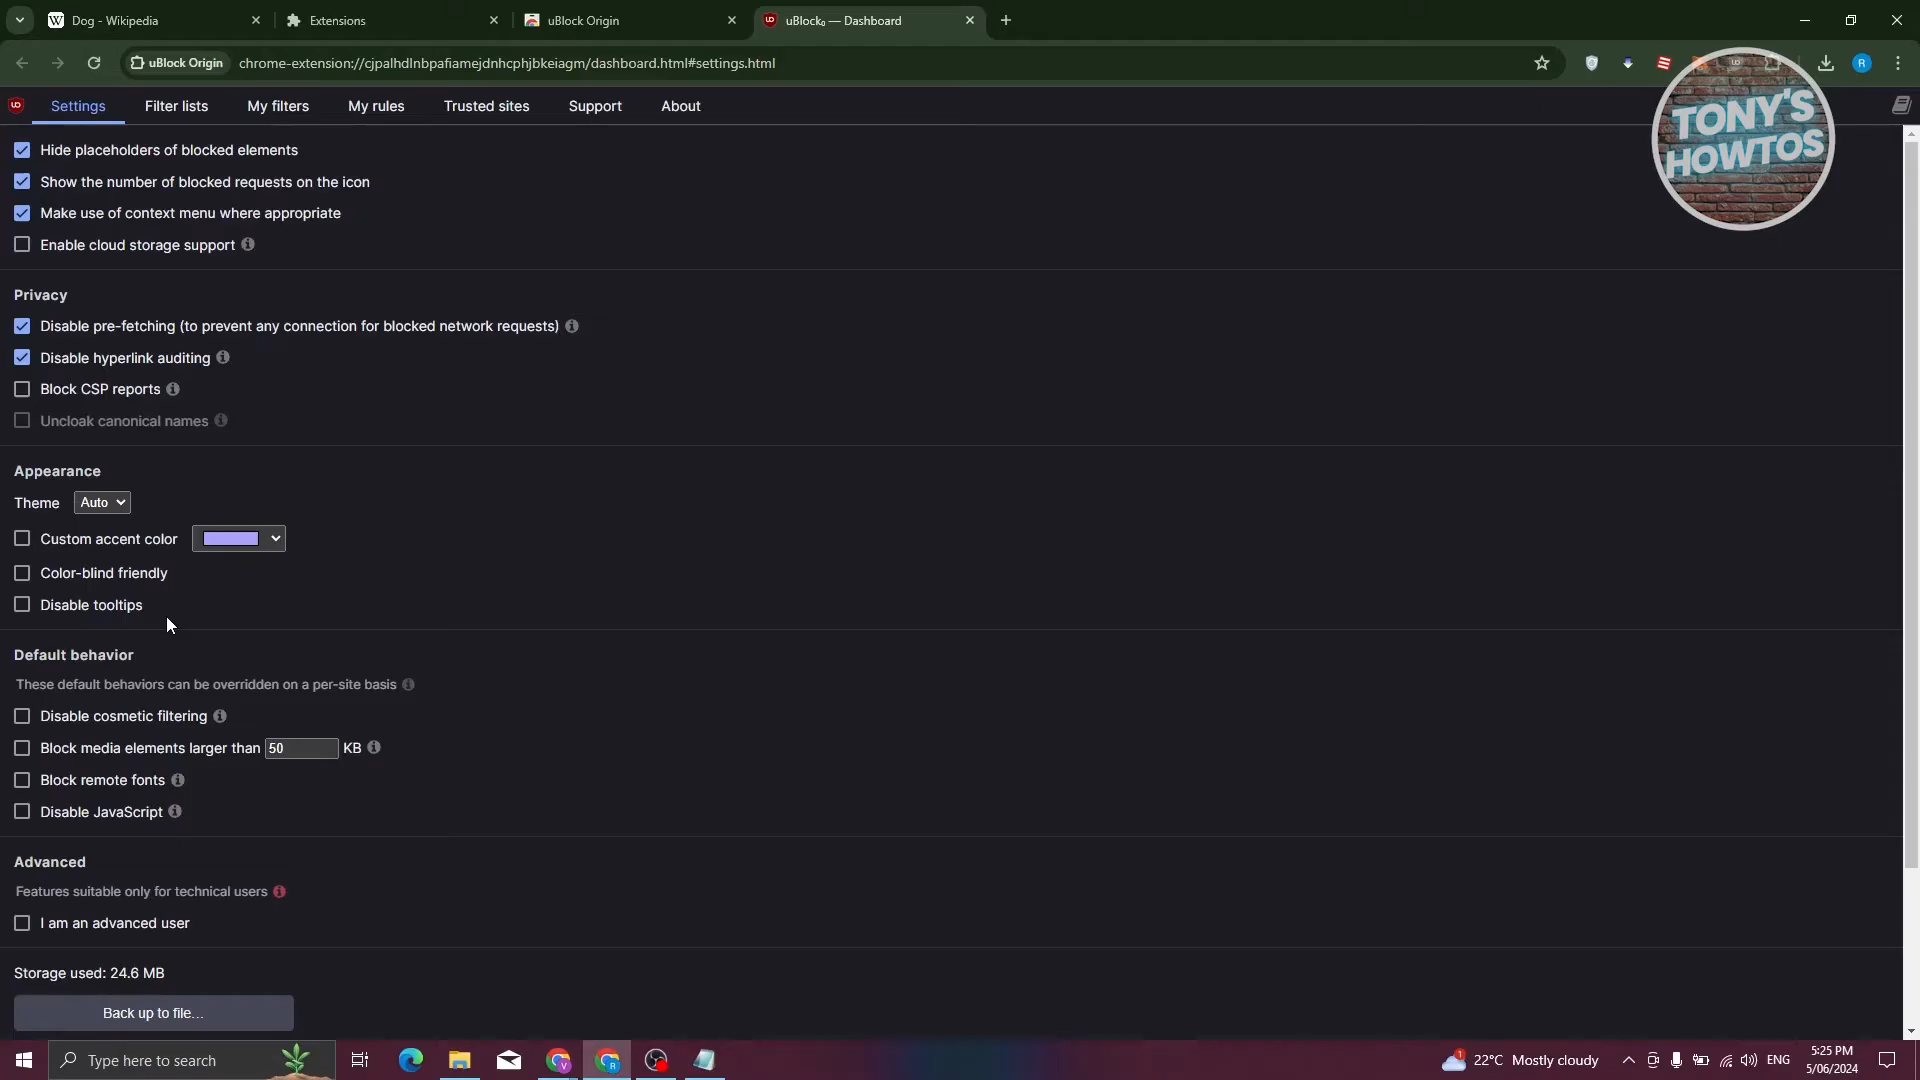 Dog - Wikipedia
Extensions
uBlock Origin
uBlock₀ — Dashboard
uBlock Origin
chrome-extension://cjpalhdlnbpafiamejdnhcphjbkeiagm/dashboard.html#settings.html
R
Settings
Filter lists
My filters
My rules
Trusted sites
Support
About
TONY'S
HOWTOS
Hide placeholders of blocked elements
Show the number of blocked requests on the icon
Make use of context menu where appropriate
Enable cloud storage support
Privacy
Disable pre-fetching (to prevent any connection for blocked network requests)
Disable hyperlink auditing
Block CSP reports
Uncloak canonical names
Appearance
Theme Auto
Custom accent color
Color-blind friendly
Disable tooltips
Default behavior
These default behaviors can be overridden on a per-site basis
Disable cosmetic filtering
Block media elements larger than 50 KB
Block remote fonts
Disable JavaScript
Advanced
Features suitable only for technical users
I am an advanced user
Storage used: 24.6 MB
Back up to file...
Type here to search
22°C Mostly cloudy
ENG
5:25 PM
5/06/2024